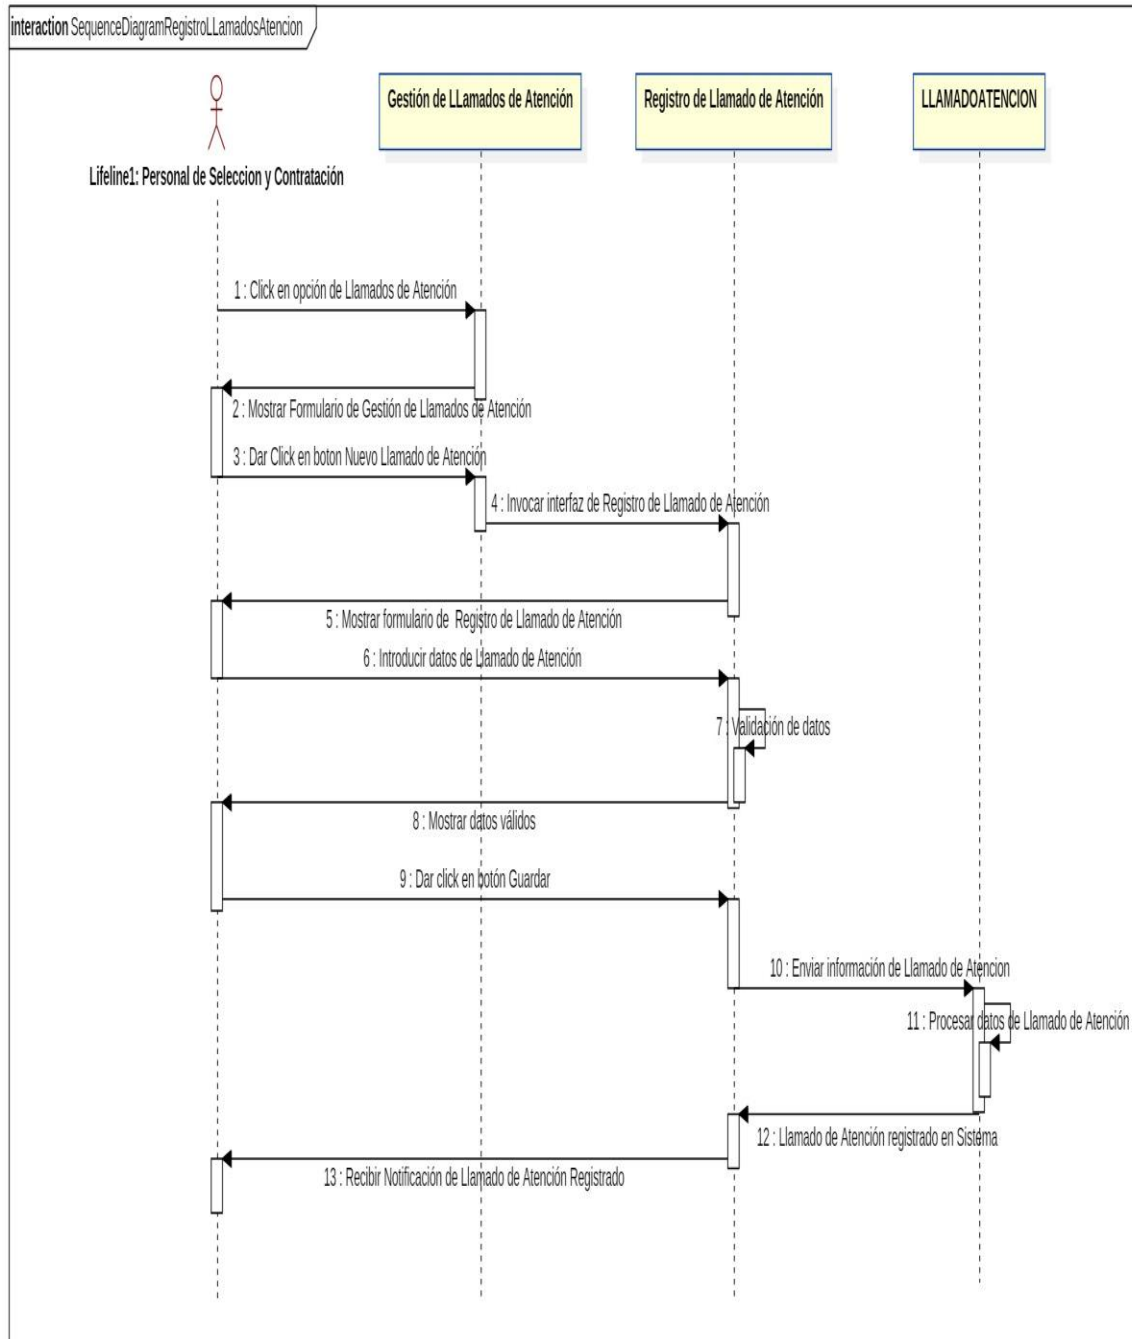 interaction SequenceDiagramRegistroLLamadosAtencion
Gestión de LLamados de Atención
Registro de Llamado de Atención
LLAMADOATENCION
Lifeline1: Personal de Seleccion y Contratación
1 : Click en opción de Llamados de Atención
2 : Mostrar Formulario de Gestión de Llamados de Atención
3 : Dar Click en boton Nuevo Llamado de Atención
4 : Invocar interfaz de Registro de Llamado de Atención
5 : Mostrar formulario de Registro de Llamado de Atención
6 : Introducir datos de Llamado de Atención
7 : Validación de datos
8 : Mostrar datos válidos
9 : Dar click en botón Guardar
10 : Enviar información de Llamado de Atencion
11 : Procesar datos de Llamado de Atención
12 : Llamado de Atención registrado en Sistema
13 : Recibir Notificación de Llamado de Atención Registrado